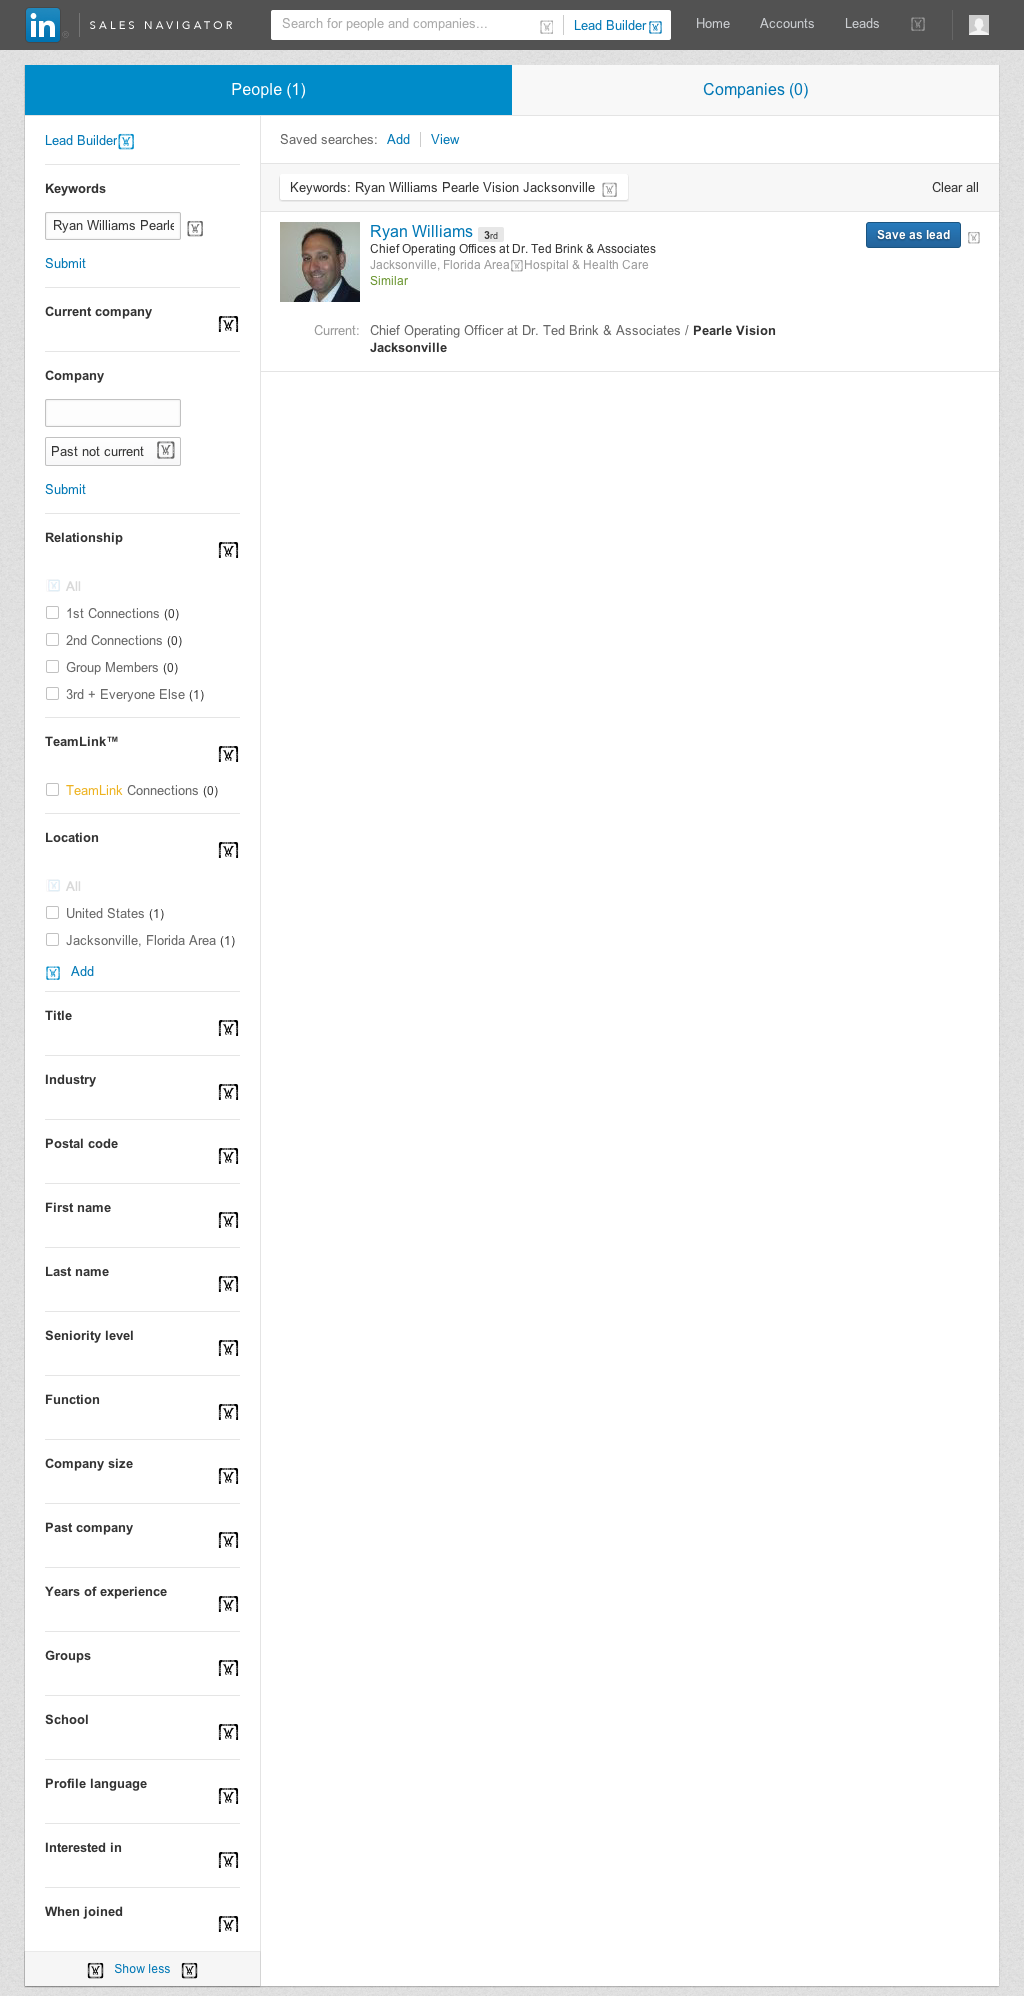 in SALES NAVIGATOR Search for people and companies... Lead Builder Home Accounts Leads
People (1) Companies (0)
Lead Builder
Saved searches: Add View
Keywords
Keywords: Ryan Williams Pearle Vision Jacksonville Clear all
Ryan Williams Pearle
Submit
Ryan Williams 3rd Save as lead
Chief Operating Offices at Dr. Ted Brink & Associates
Jacksonville, Florida Area Hospital & Health Care
Similar
Current: Chief Operating Officer at Dr. Ted Brink & Associates / Pearle Vision
Jacksonville
Current company
Company
Past not current
Submit
Relationship
All
1st Connections (0)
2nd Connections (0)
Group Members (0)
3rd + Everyone Else (1)
TeamLink™
TeamLink Connections (0)
Location
All
United States (1)
Jacksonville, Florida Area (1)
Add
Title
Industry
Postal code
First name
Last name
Seniority level
Function
Company size
Past company
Years of experience
Groups
School
Profile language
Interested in
When joined
Show less